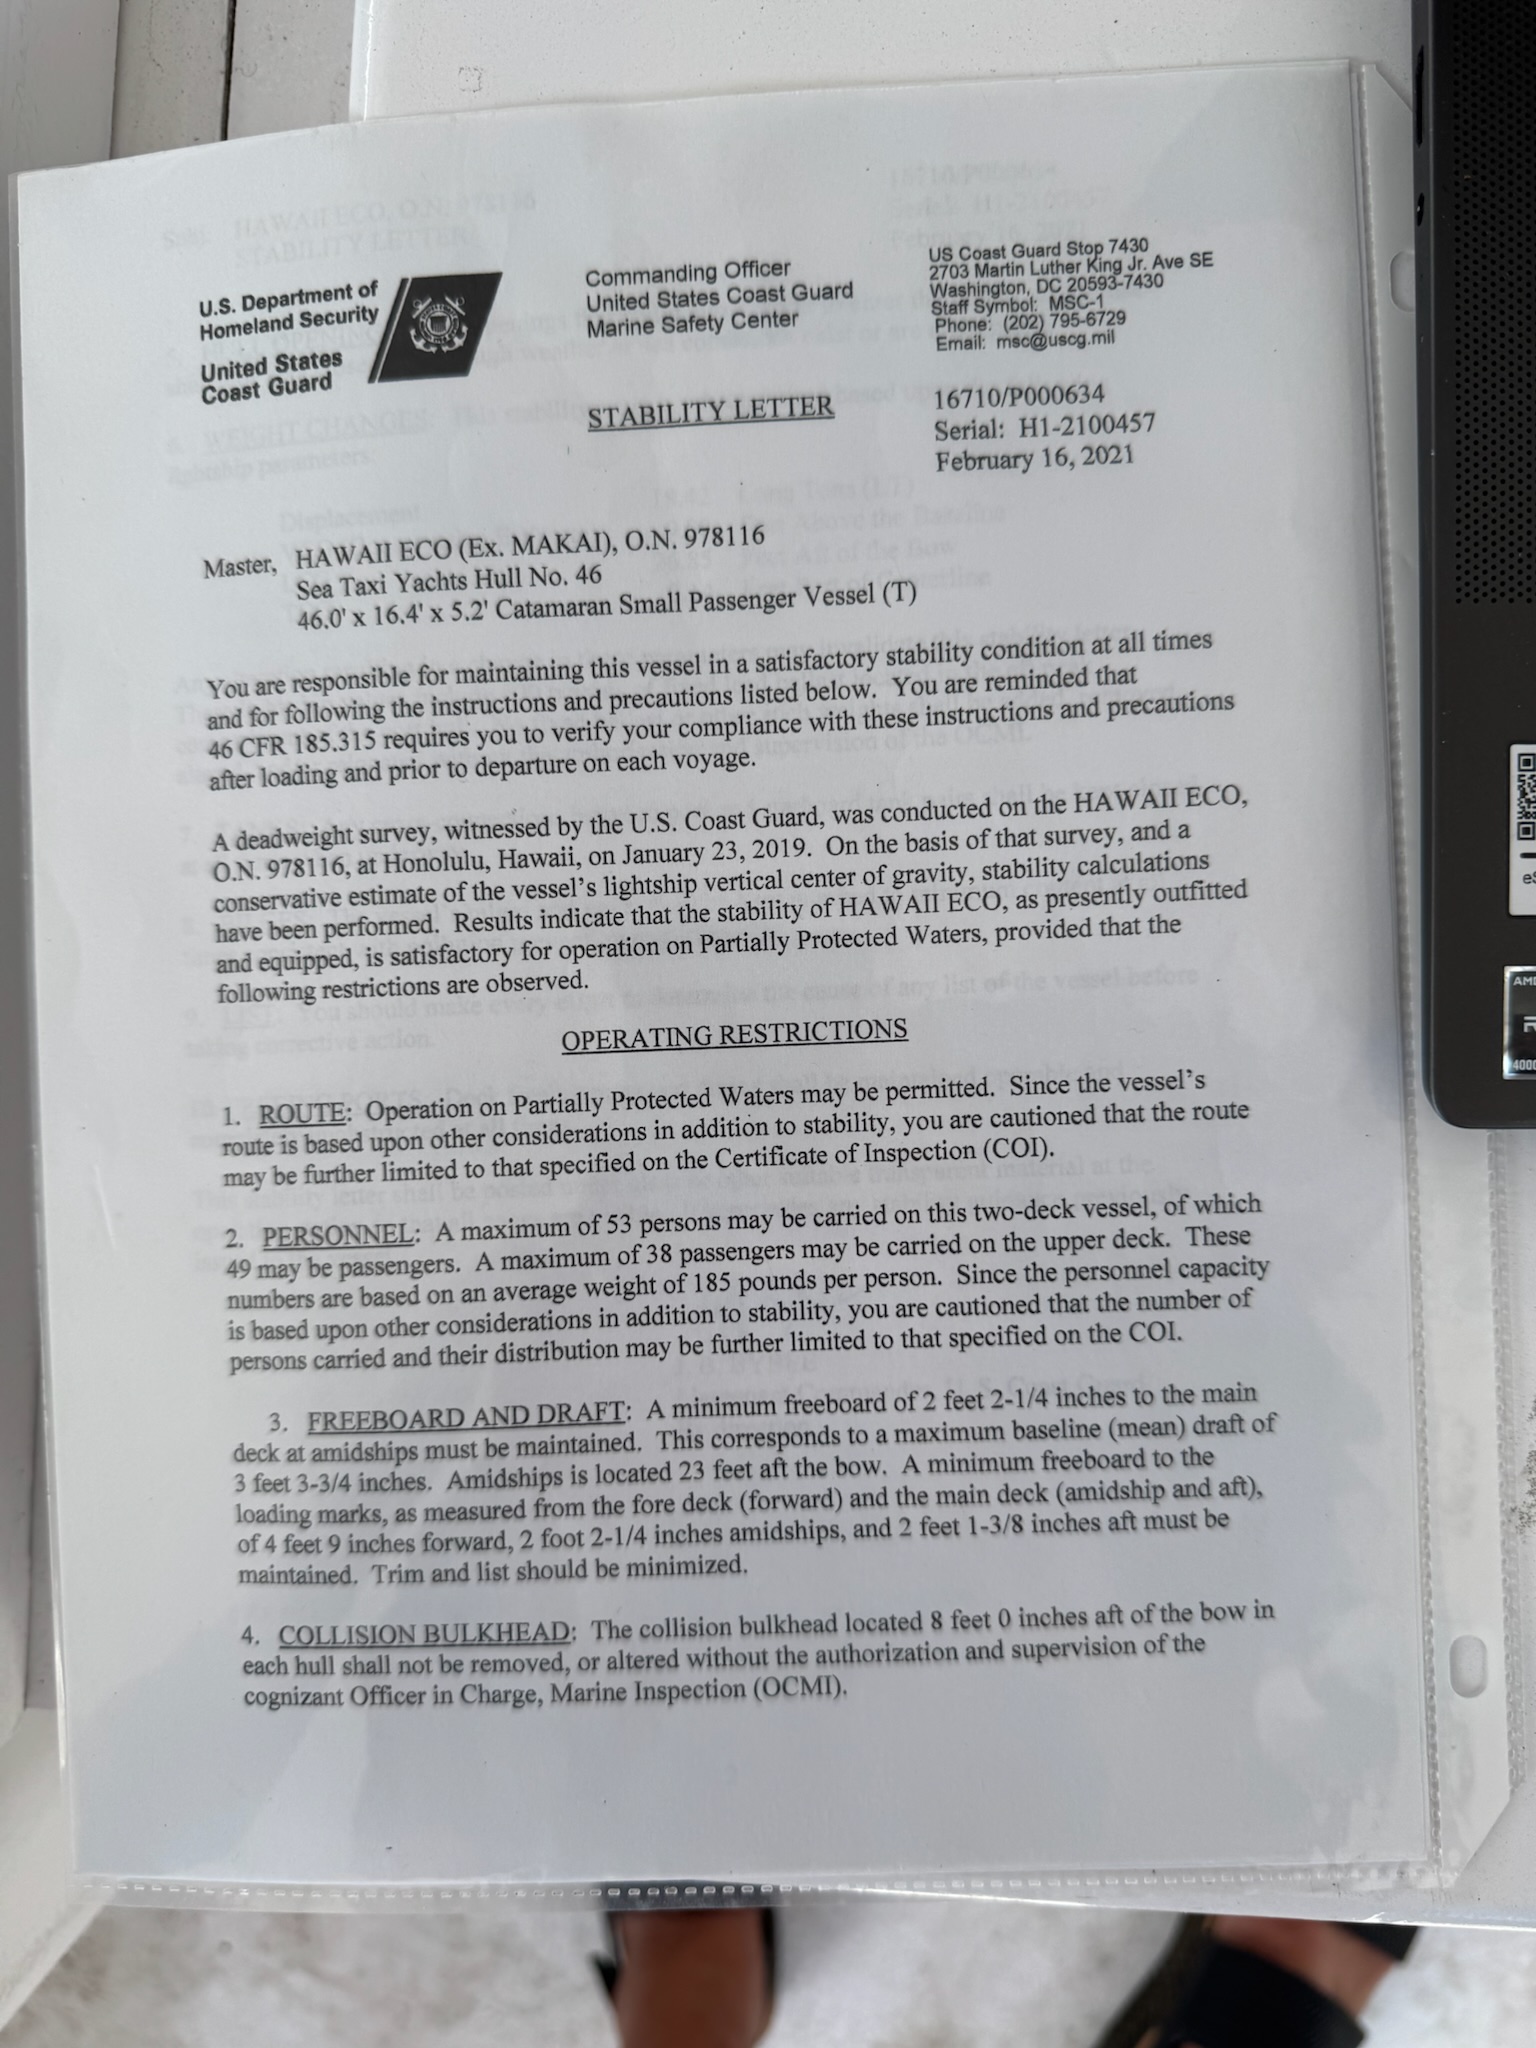 U.S. Department of
Homeland Security
United States
Coast Guard
Commanding Officer
United States Coast Guard
Marine Safety Center
US Coast Guard Stop 7430
2703 Martin Luther King Jr. Ave SE
Washington, DC 20593-7430
Staff Symbol: MSC-1
Phone: (202) 795-6729
Email: msc@uscg.mil
STABILITY LETTER
16710/P000634
Serial: H1-2100457
February 16, 2021
Master, HAWAII ECO (Ex. MAKAI), O.N. 978116
Sea Taxi Yachts Hull No. 46
46.0' x 16.4' x 5.2' Catamaran Small Passenger Vessel (T)
You are responsible for maintaining this vessel in a satisfactory stability condition at all times
and for following the instructions and precautions listed below. You are reminded that
46 CFR 185.315 requires you to verify your compliance with these instructions and precautions
after loading and prior to departure on each voyage.
A deadweight survey, witnessed by the U.S. Coast Guard, was conducted on the HAWAII ECO,
O.N. 978116, at Honolulu, Hawaii, on January 23, 2019. On the basis of that survey, and a
conservative estimate of the vessel's lightship vertical center of gravity, stability calculations
have been performed. Results indicate that the stability of HAWAII ECO, as presently outfitted
and equipped, is satisfactory for operation on Partially Protected Waters, provided that the
following restrictions are observed.
OPERATING RESTRICTIONS
1. ROUTE: Operation on Partially Protected Waters may be permitted. Since the vessel's
route is based upon other considerations in addition to stability, you are cautioned that the route
may be further limited to that specified on the Certificate of Inspection (COI).
2. PERSONNEL: A maximum of 53 persons may be carried on this two-deck vessel, of which
49 may be passengers. A maximum of 38 passengers may be carried on the upper deck. These
numbers are based on an average weight of 185 pounds per person. Since the personnel capacity
is based upon other considerations in addition to stability, you are cautioned that the number of
persons carried and their distribution may be further limited to that specified on the COI.
3. FREEBOARD AND DRAFT: A minimum freeboard of 2 feet 2-1/4 inches to the main
deck at amidships must be maintained. This corresponds to a maximum baseline (mean) draft of
3 feet 3-3/4 inches. Amidships is located 23 feet aft the bow. A minimum freeboard to the
loading marks, as measured from the fore deck (forward) and the main deck (amidship and aft),
of 4 feet 9 inches forward, 2 foot 2-1/4 inches amidships, and 2 feet 1-3/8 inches aft must be
maintained. Trim and list should be minimized.
4. COLLISION BULKHEAD: The collision bulkhead located 8 feet 0 inches aft of the bow in
each hull shall not be removed, or altered without the authorization and supervision of the
cognizant Officer in Charge, Marine Inspection (OCMI).